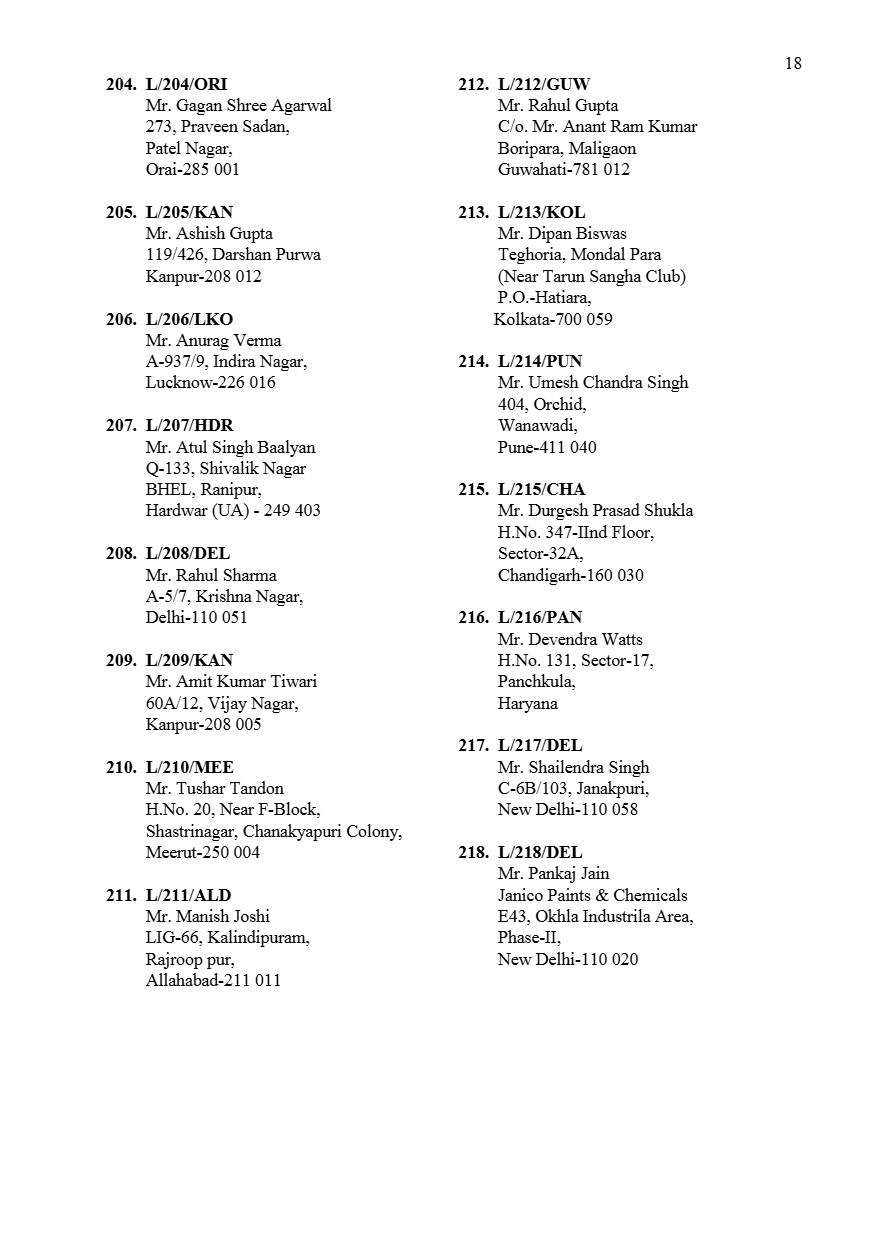 18
204. L/204/ORI
Mr. Gagan Shree Agarwal
273, Praveen Sadan,
Patel Nagar,
Orai-285 001
205. L/205/KAN
Mr. Ashish Gupta
119/426, Darshan Purwa
Kanpur-208 012
206. L/206/LKO
Mr. Anurag Verma
A-937/9, Indira Nagar,
Lucknow-226 016
207. L/207/HDR
Mr. Atul Singh Baalyan
Q-133, Shivalik Nagar
BHEL, Ranipur,
Hardwar (UA) - 249 403
208. L/208/DEL
Mr. Rahul Sharma
A-5/7, Krishna Nagar,
Delhi-110 051
209. L/209/KAN
Mr. Amit Kumar Tiwari
60A/12, Vijay Nagar,
Kanpur-208 005
210. L/210/MEE
Mr. Tushar Tandon
H.No. 20, Near F-Block,
Shastrinagar, Chanakyapuri Colony,
Meerut-250 004
211. L/211/ALD
Mr. Manish Joshi
LIG-66, Kalindipuram,
Rajroop pur,
Allahabad-211 011
212. L/212/GUW
Mr. Rahul Gupta
C/o. Mr. Anant Ram Kumar
Boripara, Maligaon
Guwahati-781 012
213. L/213/KOL
Mr. Dipan Biswas
Teghoria, Mondal Para
(Near Tarun Sangha Club)
P.O.-Hatiara,
Kolkata-700 059
214. L/214/PUN
Mr. Umesh Chandra Singh
404, Orchid,
Wanawadi,
Pune-411 040
215. L/215/CHA
Mr. Durgesh Prasad Shukla
H.No. 347-IInd Floor,
Sector-32A,
Chandigarh-160 030
216. L/216/PAN
Mr. Devendra Watts
H.No. 131, Sector-17,
Panchkula,
Haryana
217. L/217/DEL
Mr. Shailendra Singh
C-6B/103, Janakpuri,
New Delhi-110 058
218. L/218/DEL
Mr. Pankaj Jain
Janico Paints & Chemicals
E43, Okhla Industrila Area,
Phase-II,
New Delhi-110 020